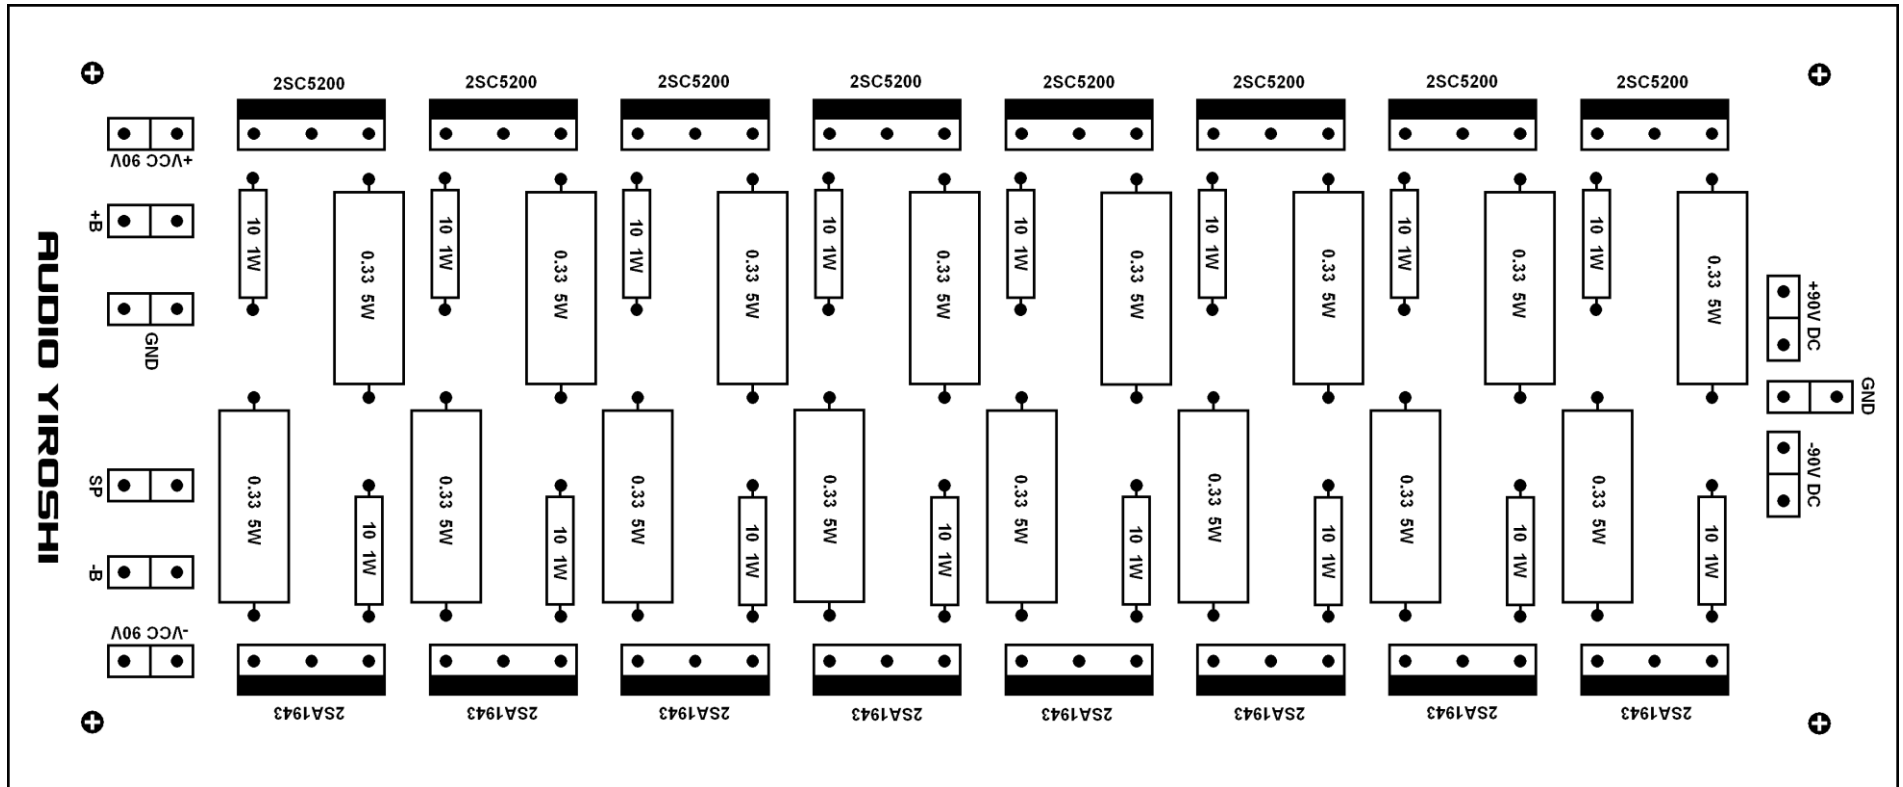 2SC5200 2SC5200 2SC5200 2SC5200 2SC5200 2SC5200 2SC5200 2SC5200
+VCC 90V
+B
GND
SP
-B
-VCC 90V
AUDIO YIROSHI
10 1W 0.33 5W 10 1W 0.33 5W 10 1W 0.33 5W 10 1W 0.33 5W 10 1W 0.33 5W 10 1W 0.33 5W 10 1W 0.33 5W 10 1W 0.33 5W
0.33 5W 10 1W 0.33 5W 10 1W 0.33 5W 10 1W 0.33 5W 10 1W 0.33 5W 10 1W 0.33 5W 10 1W 0.33 5W 10 1W 0.33 5W 10 1W
+90V DC
GND
-90V DC
2SA1943 2SA1943 2SA1943 2SA1943 2SA1943 2SA1943 2SA1943 2SA1943